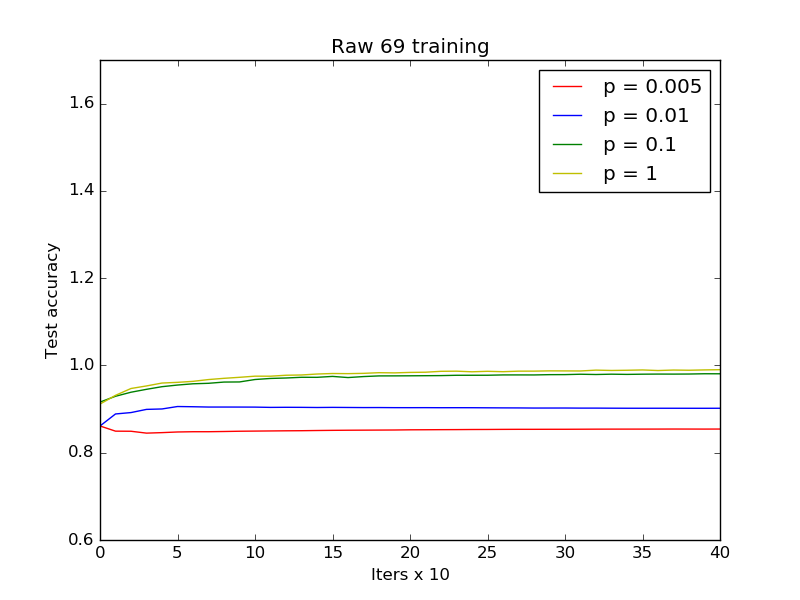 Raw 69 training
p = 0.005
p = 0.01
p = 0.1
p = 1
Test accuracy
1.6
1.4
1.2
1.0
0.8
0.6
0 5 10 15 20 25 30 35 40
Iters x 10